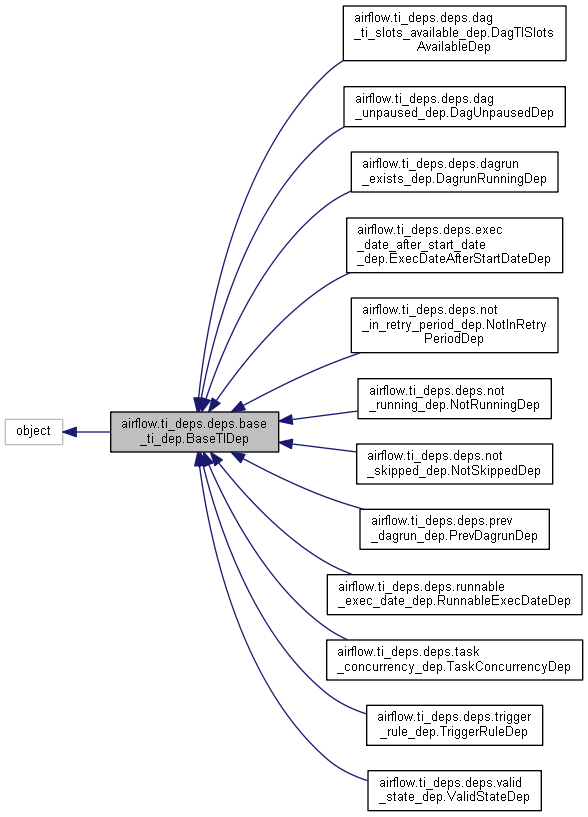 airflow.ti_deps.deps.dag
_ti_slots_available_dep.DagTISlots
AvailableDep
airflow.ti_deps.deps.dag
_unpaused_dep.DagUnpausedDep
airflow.ti_deps.deps.dagrun
_exists_dep.DagrunRunningDep
airflow.ti_deps.deps.exec
_date_after_start_date
_dep.ExecDateAfterStartDateDep
airflow.ti_deps.deps.not
_in_retry_period_dep.NotInRetry
PeriodDep
airflow.ti_deps.deps.not
_running_dep.NotRunningDep
object
airflow.ti_deps.deps.base
_ti_dep.BaseTIDep
airflow.ti_deps.deps.not
_skipped_dep.NotSkippedDep
airflow.ti_deps.deps.prev
_dagrun_dep.PrevDagrunDep
airflow.ti_deps.deps.runnable
_exec_date_dep.RunnableExecDateDep
airflow.ti_deps.deps.task
_concurrency_dep.TaskConcurrencyDep
airflow.ti_deps.deps.trigger
_rule_dep.TriggerRuleDep
airflow.ti_deps.deps.valid
_state_dep.ValidStateDep